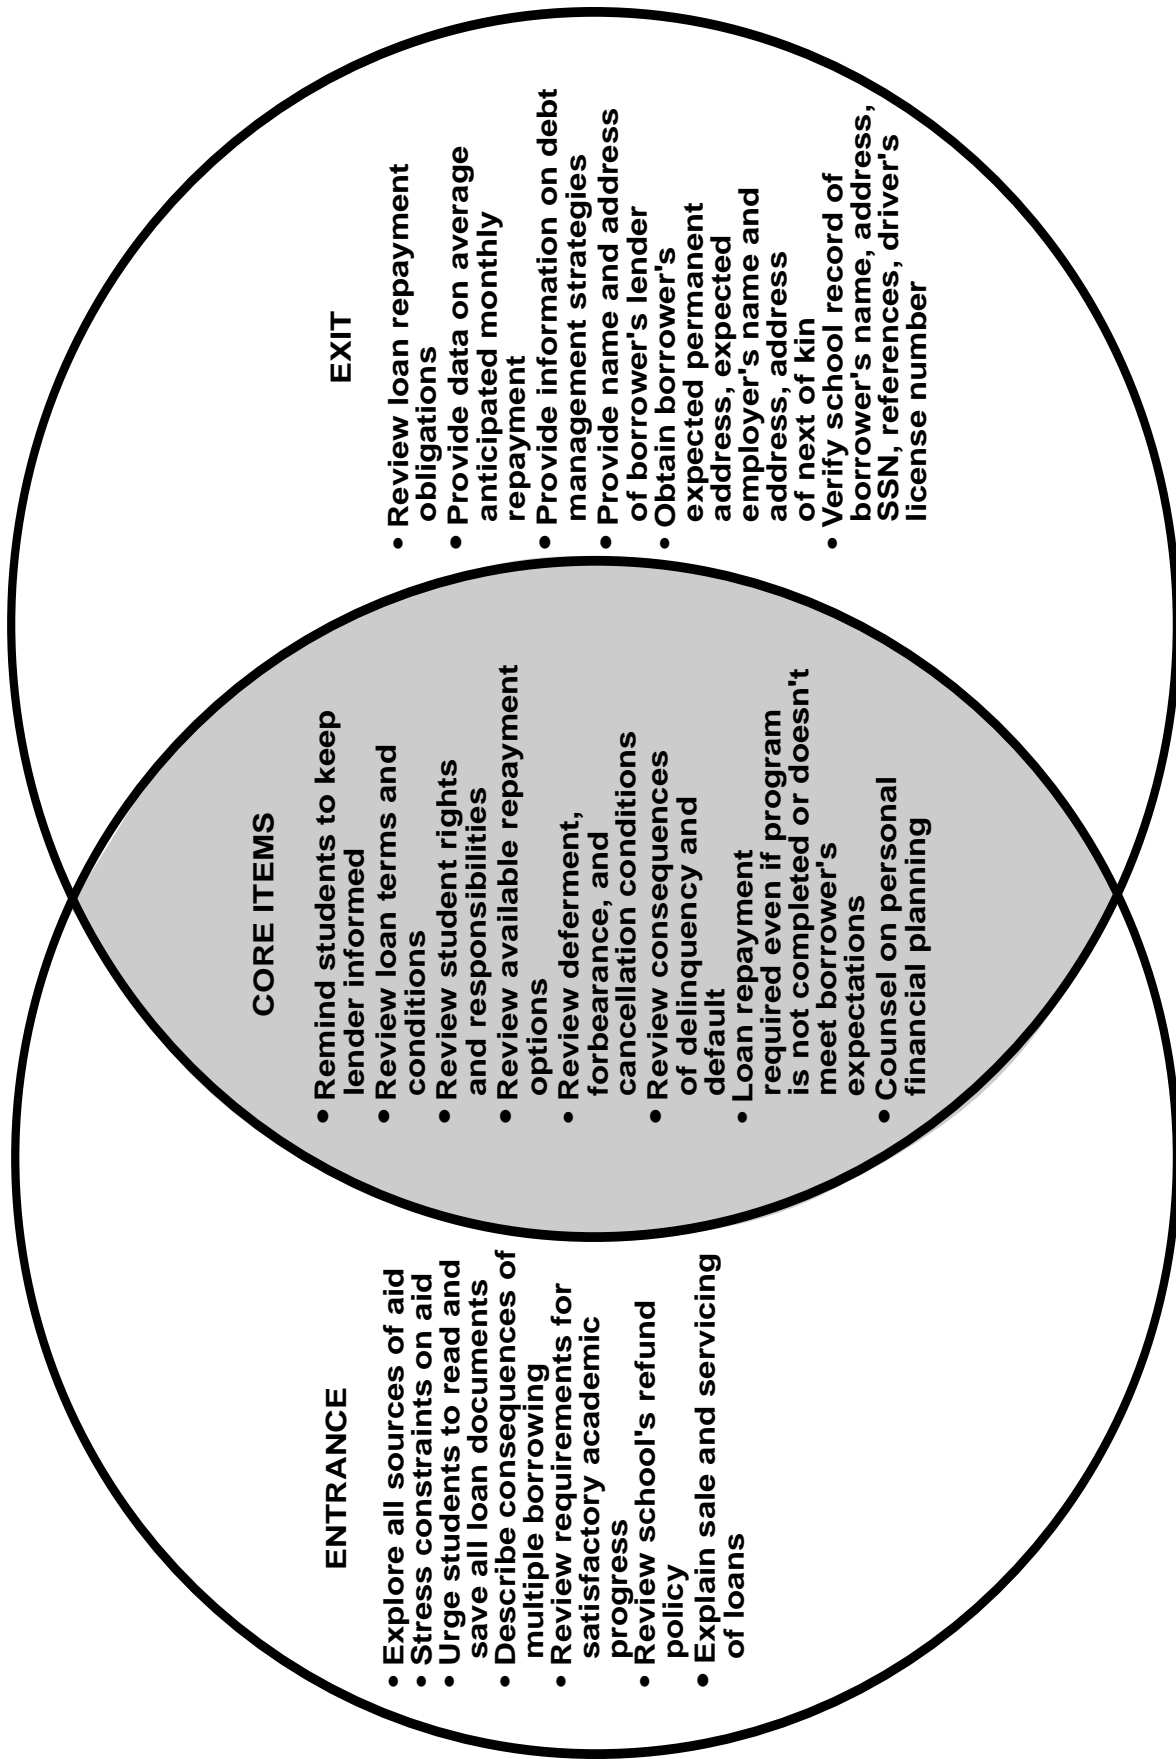 ENTRANCE
• Explore all sources of aid
• Stress constraints on aid
• Urge students to read and
save all loan documents
• Describe consequences of
multiple borrowing
• Review requirements for
satisfactory academic
progress
• Review school's refund
policy
• Explain sale and servicing
of loans
CORE ITEMS
• Remind students to keep
lender informed
• Review loan terms and
conditions
• Review student rights
and responsibilities
• Review available repayment
options
• Review deferment,
forbearance, and
cancellation conditions
• Review consequences
of delinquency and
default
• Loan repayment
required even if program
is not completed or doesn't
meet borrower's
expectations
• Counsel on personal
financial planning
EXIT
• Review loan repayment
obligations
• Provide data on average
anticipated monthly
repayment
• Provide information on debt
management strategies
• Provide name and address
of borrower's lender
• Obtain borrower's
expected permanent
address, expected
employer's name and
address, address
of next of kin
• Verify school record of
borrower's name, address,
SSN, references, driver's
license number